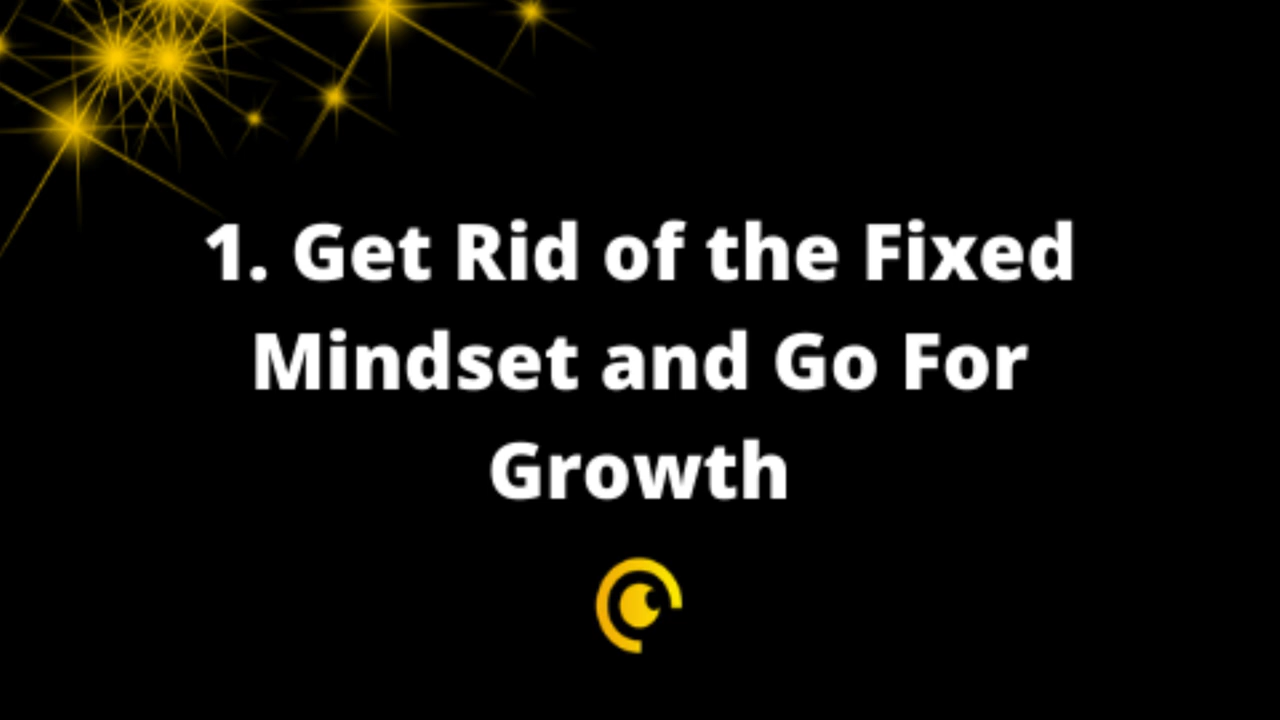 1. Get Rid of the Fixed
Mindset and Go For
Growth